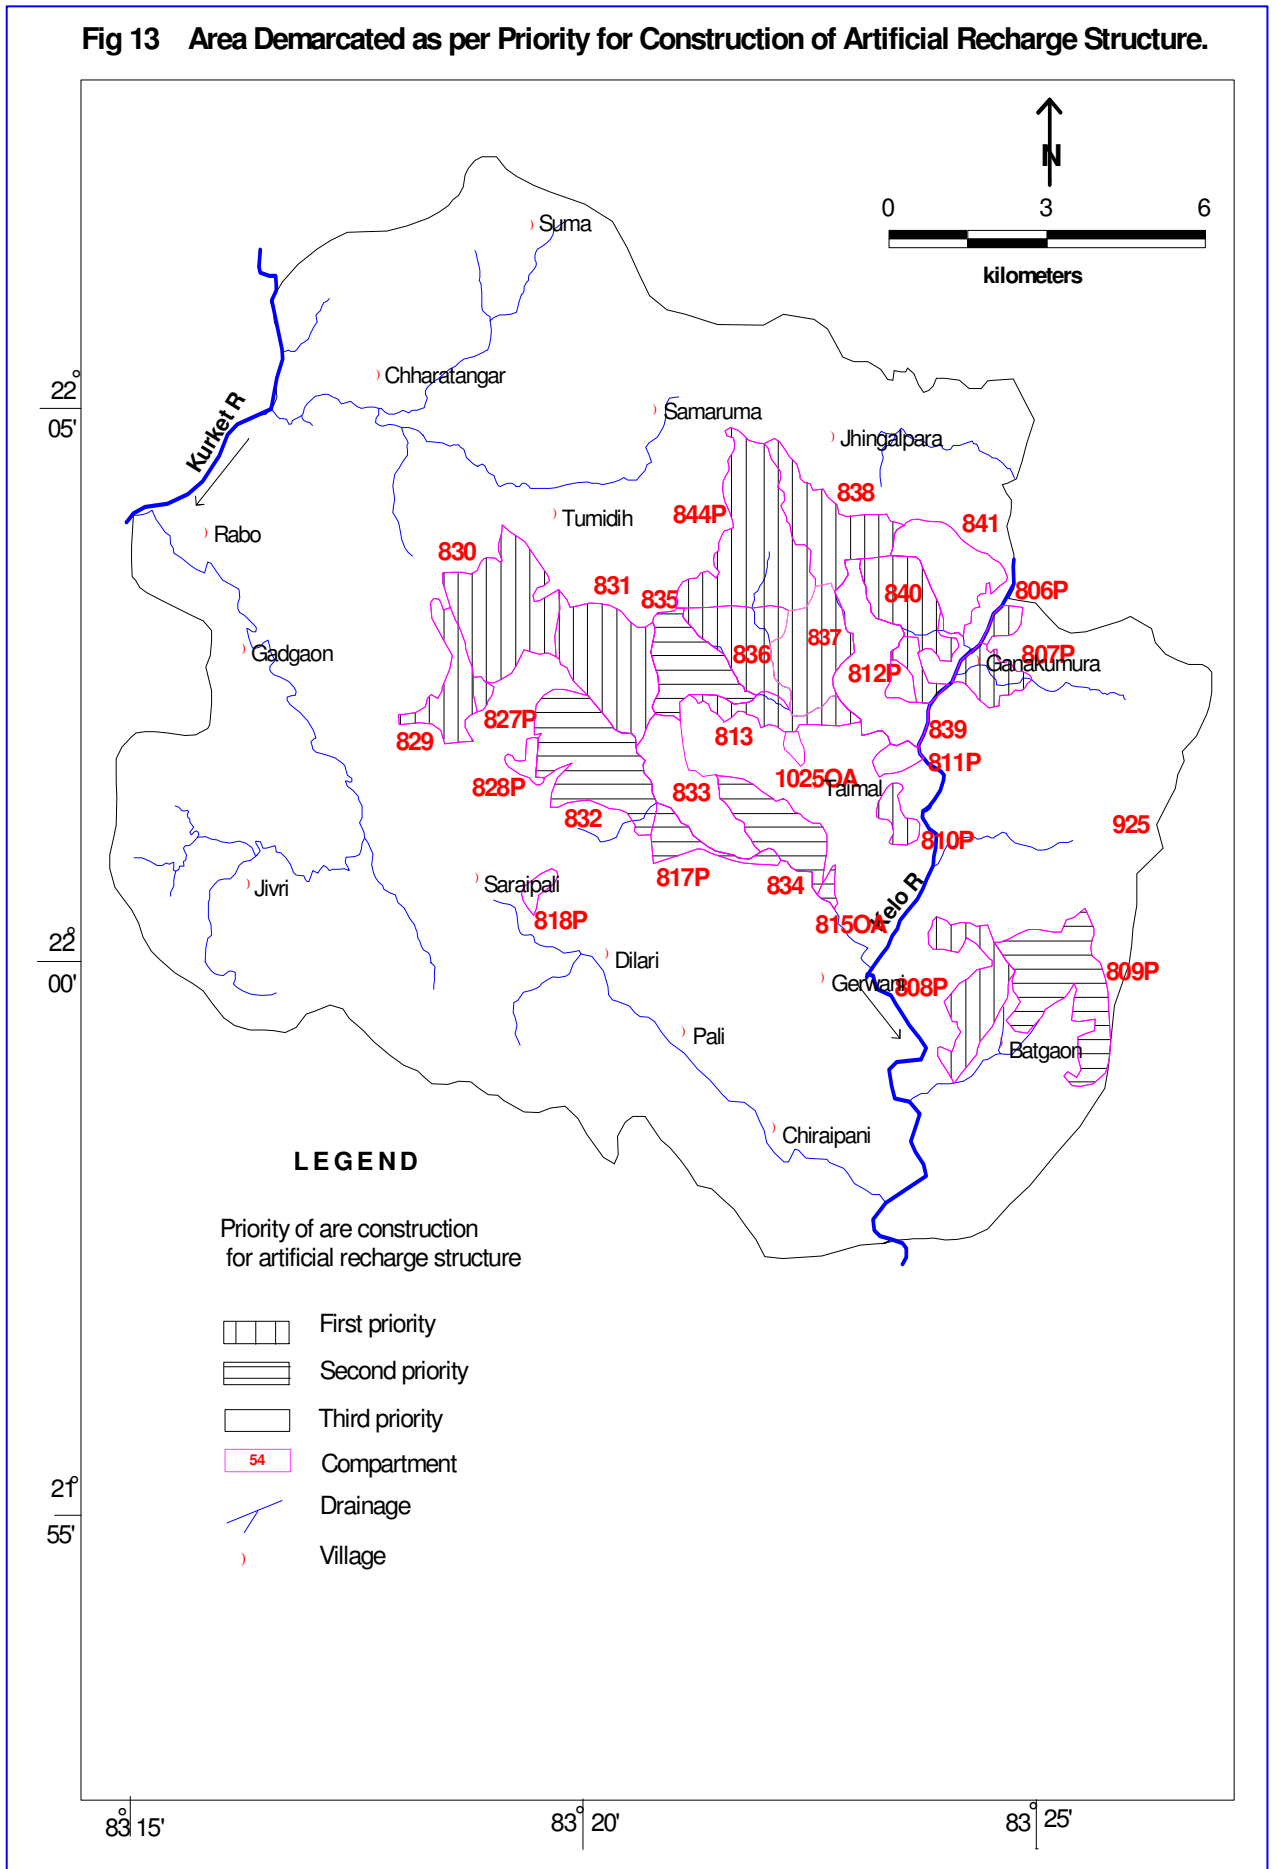 Fig 13 Area Demarcated as per Priority for Construction of Artificial Recharge Structure.
N
0 3 6
kilometers
Suma
Chharatangar
22°
05'
Kurket R
Samaruma
Jhingalpara
838
844P
841
Tumidih
Rabo
830
831
835
840
806P
837
836
812P
807P
Ganakumura
Gadgaon
827P
829
813
839
811P
828P
1025OA
Taimal
833
832
925
810P
817P
834
Saraipali
Jivri
818P
815OA
Kelo R
22°
00'
Dilari
Gerwani
808P
809P
Pali
Batgaon
Chiraipani
LEGEND
Priority of are construction
for artificial recharge structure
First priority
Second priority
Third priority
54 Compartment
Drainage
Village
21°
55'
83° 15' 83° 20' 83° 25'